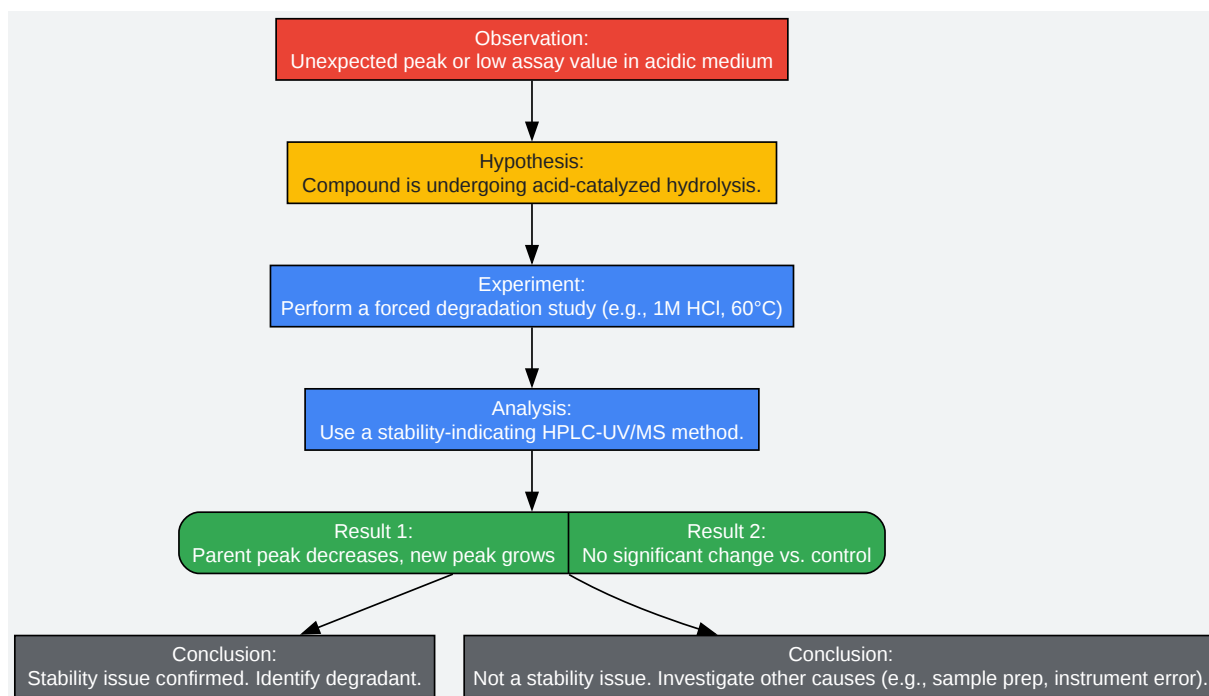 Observation:
Unexpected peak or low assay value in acidic medium
Hypothesis:
Compound is undergoing acid-catalyzed hydrolysis.
Experiment:
Perform a forced degradation study (e.g., 1M HCl, 60°C)
Analysis:
Use a stability-indicating HPLC-UV/MS method.
Result 1:
Parent peak decreases, new peak grows
Result 2:
No significant change vs. control
Conclusion:
Stability issue confirmed. Identify degradant.
Conclusion:
Not a stability issue. Investigate other causes (e.g., sample prep, instrument error).